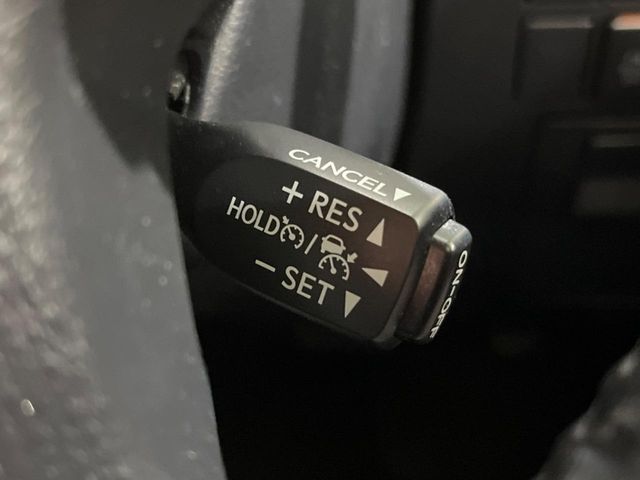 CANCEL▼
+ RES ▲
HOLD / ◀
− SET ▼
ON-OFF